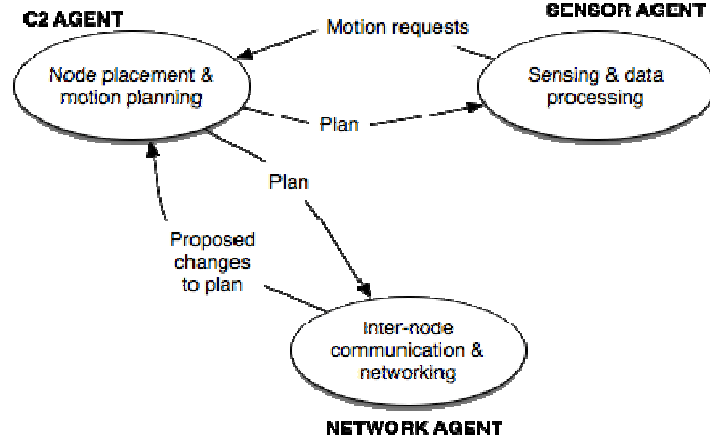 C2 AGENT
SENSOR AGENT
Motion requests
Node placement &
motion planning
Sensing & data
processing
Plan
Plan
Proposed
changes
to plan
Inter-node
communication &
networking
NETWORK AGENT